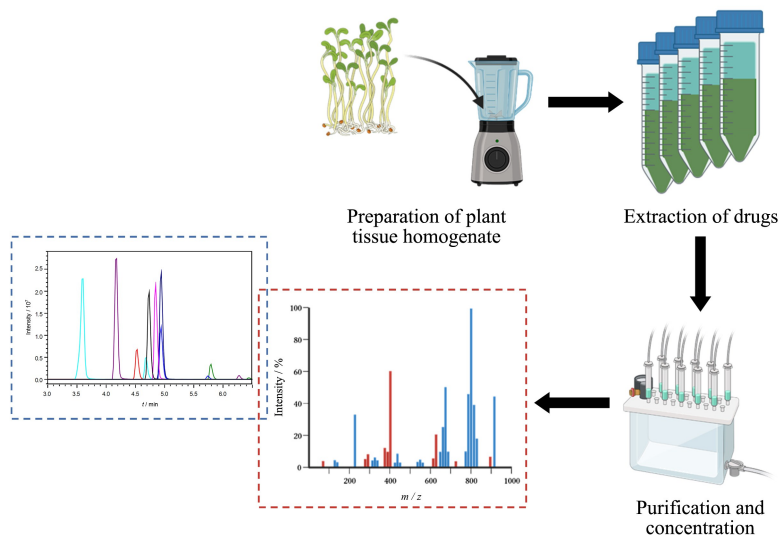 Preparation of plant
tissue homogenate
Extraction of drugs
Purification and
concentration
Intensity / 10⁷
2.5
2.0
1.5
1.0
0.5
0.0
3.0 3.5 4.0 4.5 5.0 5.5 6.0
t / min
Intensity / %
100
80
60
40
20
0
200 400 600 800 1000
m / z